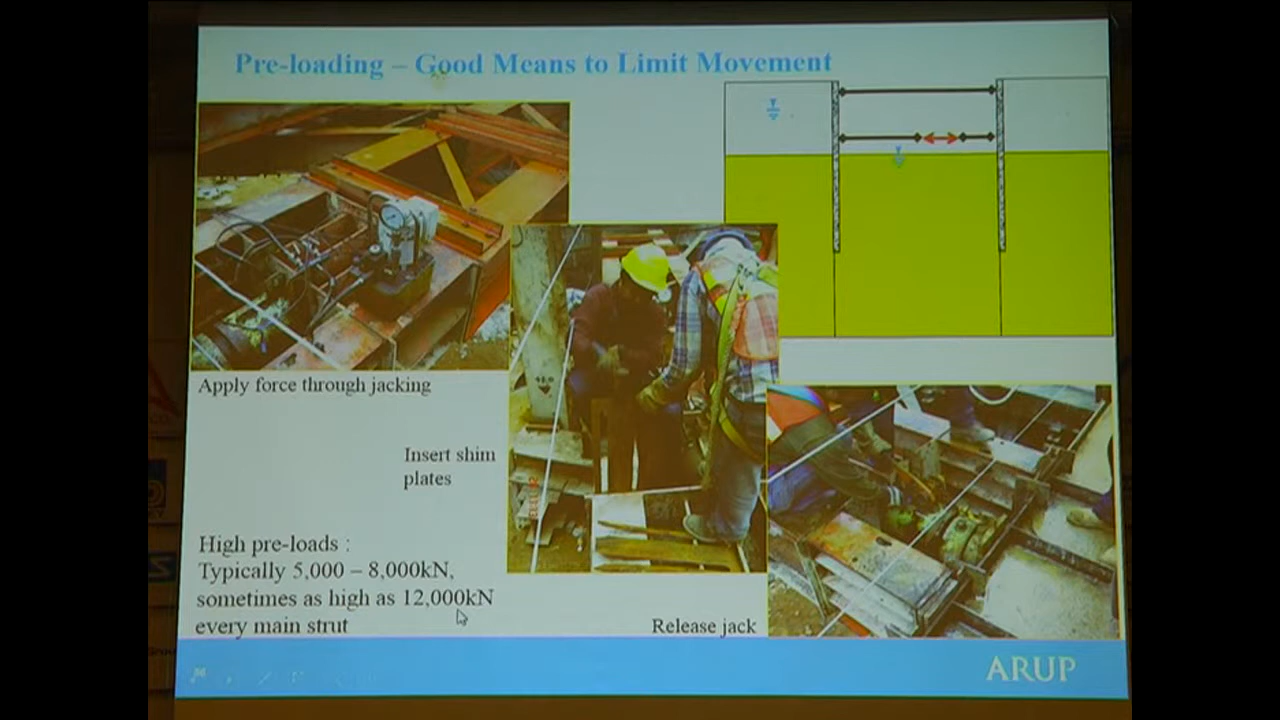 Pre-loading – Good Means to Limit Movement
Apply force through jacking
Insert shim
plates
High pre-loads :
Typically 5,000 – 8,000kN,
sometimes as high as 12,000kN
every main strut
Release jack
ARUP